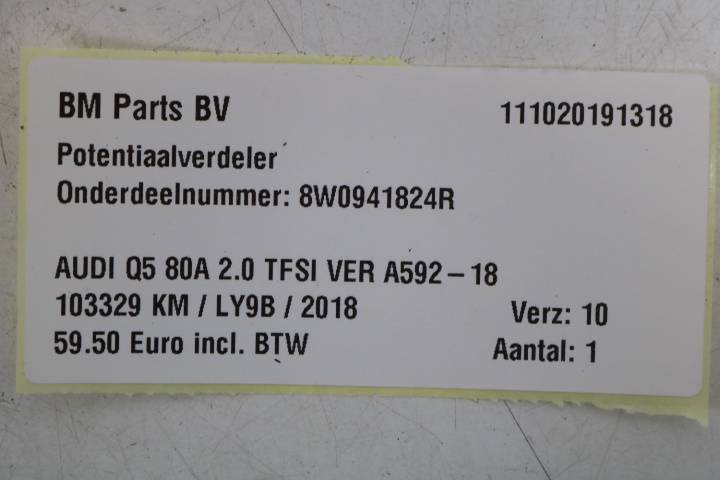 BM Parts BV 111020191318
Potentiaalverdeler
Onderdeelnummer: 8W0941824R
AUDI Q5 80A 2.0 TFSI VER A592-18
103329 KM / LY9B / 2018 Verz: 10
59.50 Euro incl. BTW Aantal: 1